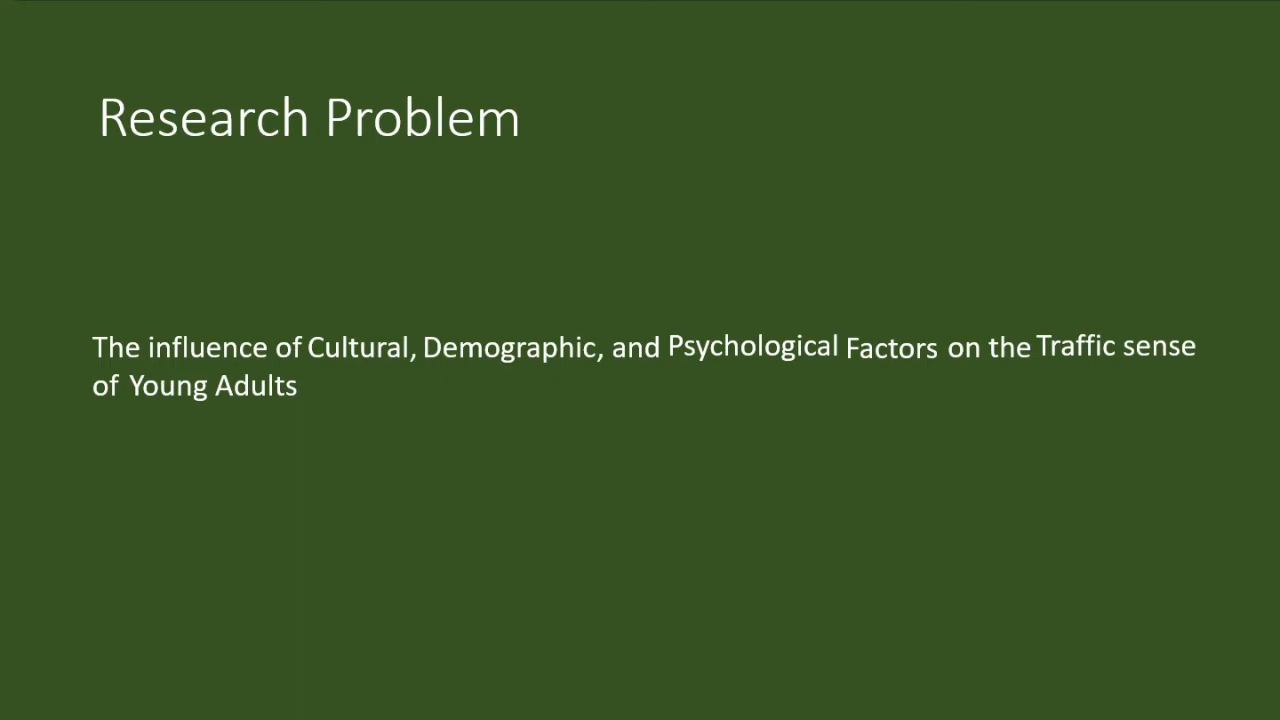 Research Problem
The influence of Cultural, Demographic, and Psychological Factors on the Traffic sense
of Young Adults